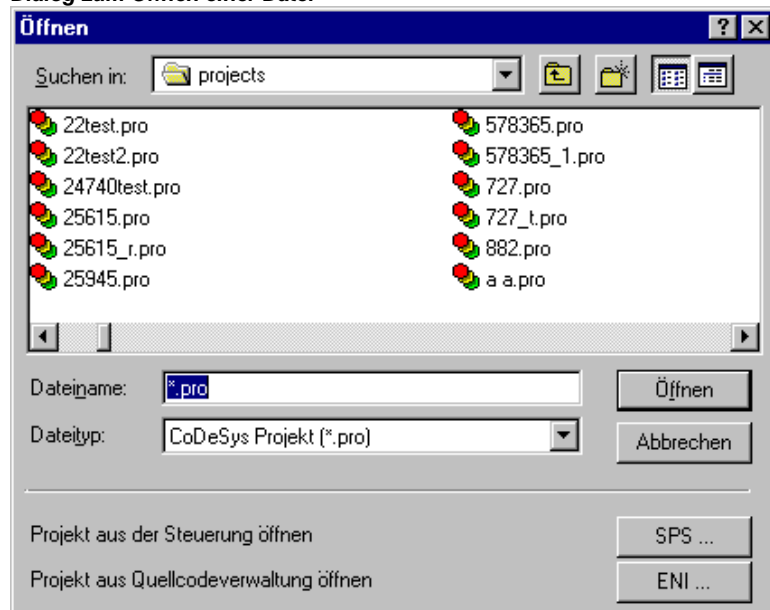 Dialog zum Öffnen einer Datei
Öffnen
Suchen in: projects
22test.pro 578365.pro
22test2.pro 578365_1.pro
24740test.pro 727.pro
25615.pro 727_t.pro
25615_r.pro 882.pro
25945.pro a a.pro
Dateiname: *.pro Öffnen
Dateityp: CoDeSys Projekt (*.pro) Abbrechen
Projekt aus der Steuerung öffnen SPS ...
Projekt aus Quellcodeverwaltung öffnen ENI ...